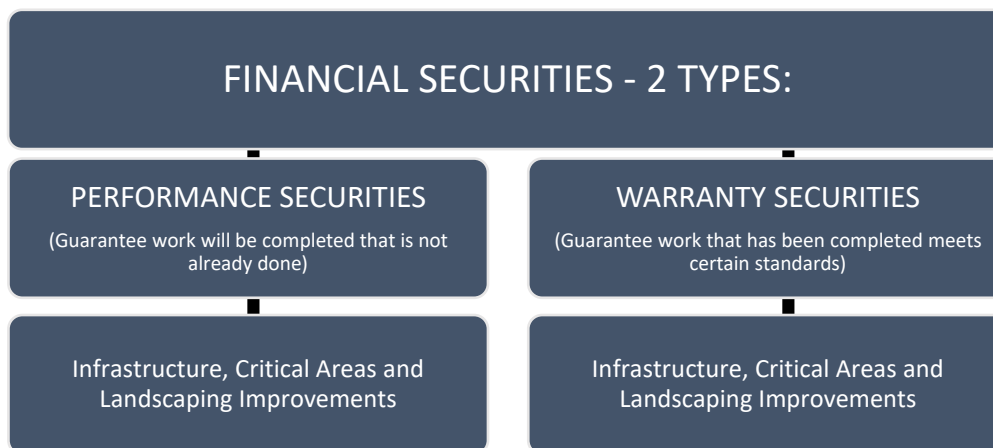 FINANCIAL SECURITIES - 2 TYPES:
PERFORMANCE SECURITIES
(Guarantee work will be completed that is not
already done)
Infrastructure, Critical Areas and
Landscaping Improvements
WARRANTY SECURITIES
(Guarantee work that has been completed meets
certain standards)
Infrastructure, Critical Areas and
Landscaping Improvements